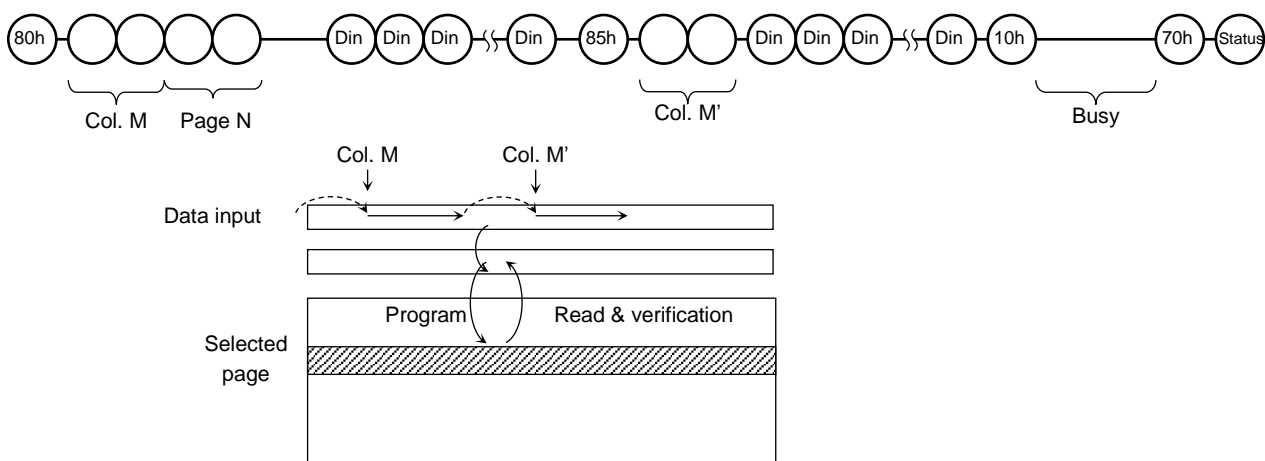 80h Din Din Din Din 85h Din Din Din Din 10h 70h Status
Col. M Page N Col. M’ Busy
Col. M Col. M’
Data input
Program Read & verification
Selected
page